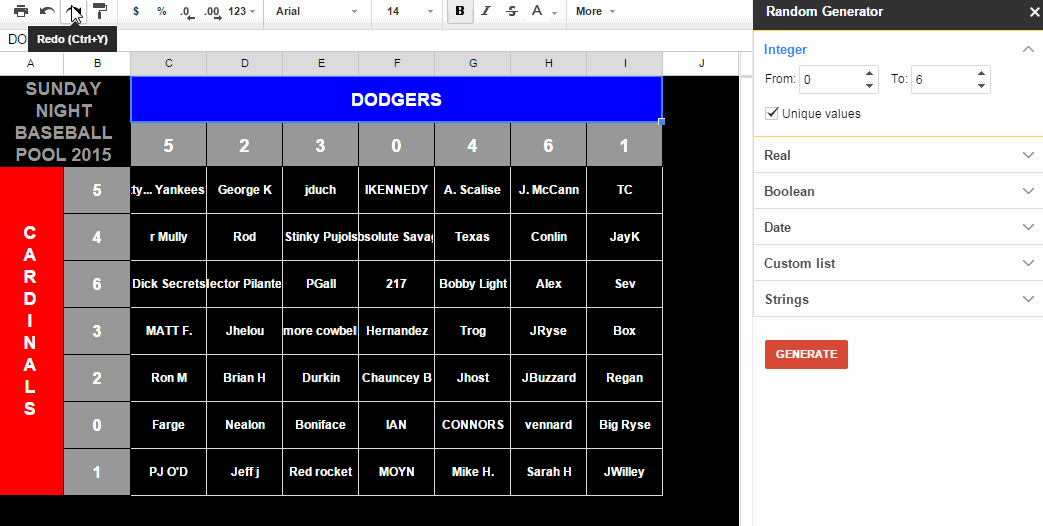 $ % .0 .00 123 Arial 14 B I S A More
Redo (Ctrl+Y)
DO
A B C D E F G H I J
SUNDAY
NIGHT
BASEBALL
POOL 2015
DODGERS
5 2 3 0 4 6 1
CARDINALS
5 ty... Yankees George K jduch IKENNEDY A. Scalise J. McCann TC
4 r Mully Rod Stinky Pujols bsolute Sava Texas Conlin JayK
6 Dick Secrets lector Pilante PGall 217 Bobby Light Alex Sev
3 MATT F. Jhelou more cowbell Hernandez Trog JRyse Box
2 Ron M Brian H Durkin Chauncey B Jhost JBuzzard Regan
0 Farge Nealon Boniface IAN CONNORS vennard Big Ryse
1 PJ O'D Jeff j Red rocket MOYN Mike H. Sarah H JWilley
Random Generator
Integer
From: 0 To: 6
Unique values
Real
Boolean
Date
Custom list
Strings
GENERATE